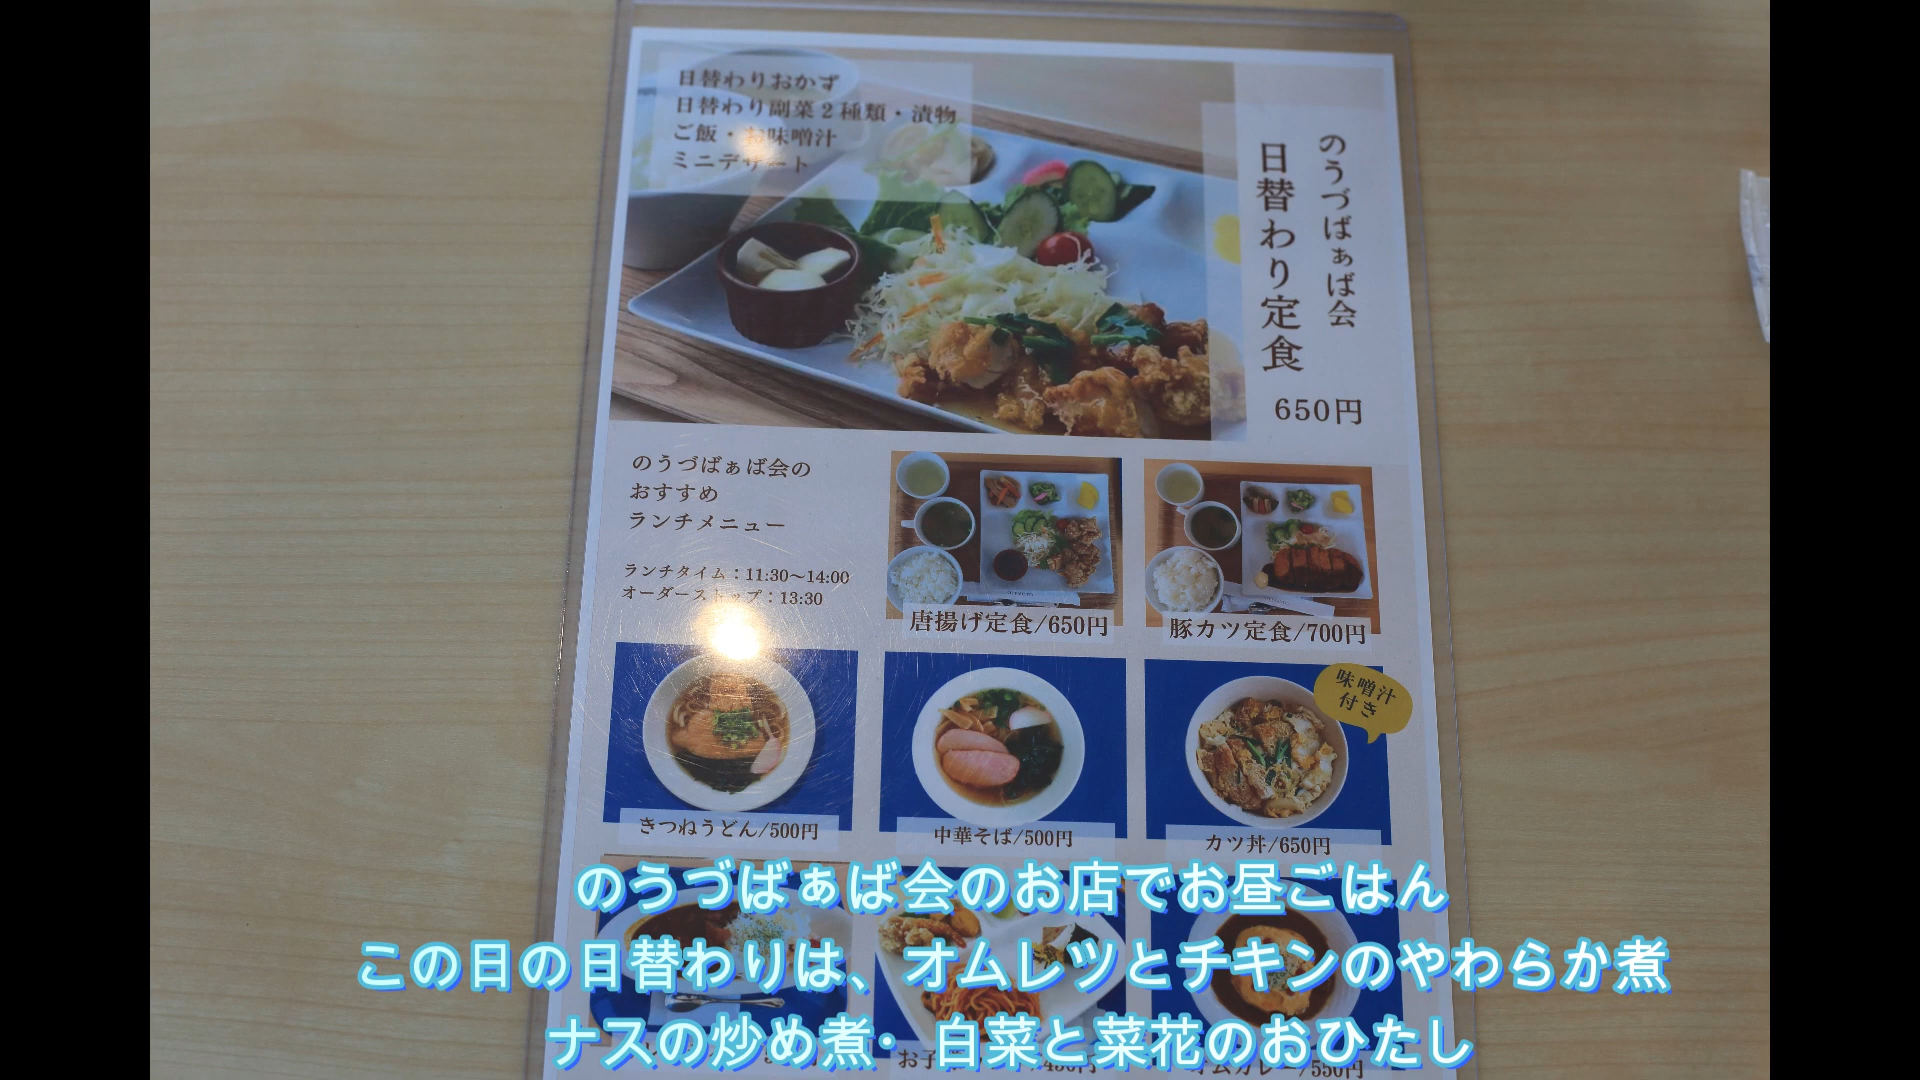 日替わりおかず
日替わり副菜2種類・漬物
ご飯・お味噌汁
ミニデザート
のうづばぁば会
日替わり定食
650円
のうづばぁば会の
おすすめ
ランチメニュー
ランチタイム：11:30〜14:00
オーダーストップ：13:30
唐揚げ定食/650円
豚カツ定食/700円
味噌汁
付き
きつねうどん/500円
中華そば/500円
カツ丼/650円
のうづばぁば会のお店でお昼ごはん
この日の日替わりは、オムレツとチキンのやわらか煮
ナスの炒め煮・白菜と菜花のおひたし
オムカレー/550円